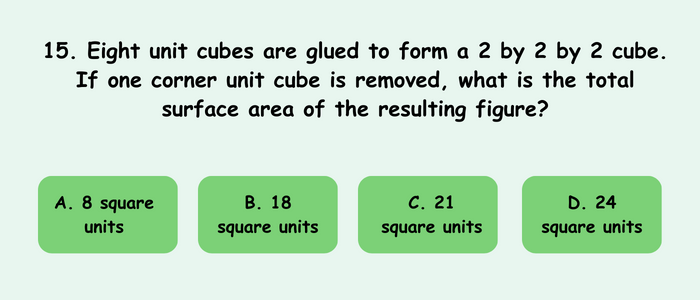 15. Eight unit cubes are glued to form a 2 by 2 by 2 cube.
If one corner unit cube is removed, what is the total
surface area of the resulting figure?
A. 8 square
units
B. 18
square units
C. 21
square units
D. 24
square units